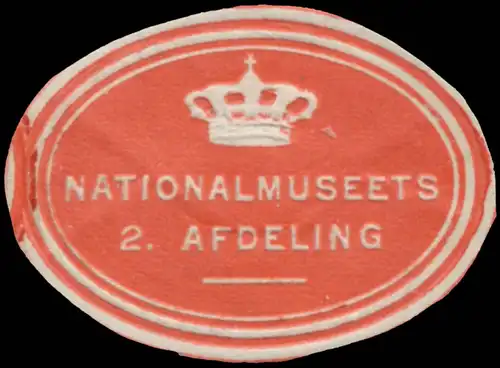 NATIONALMUSEETS
2. AFDELING